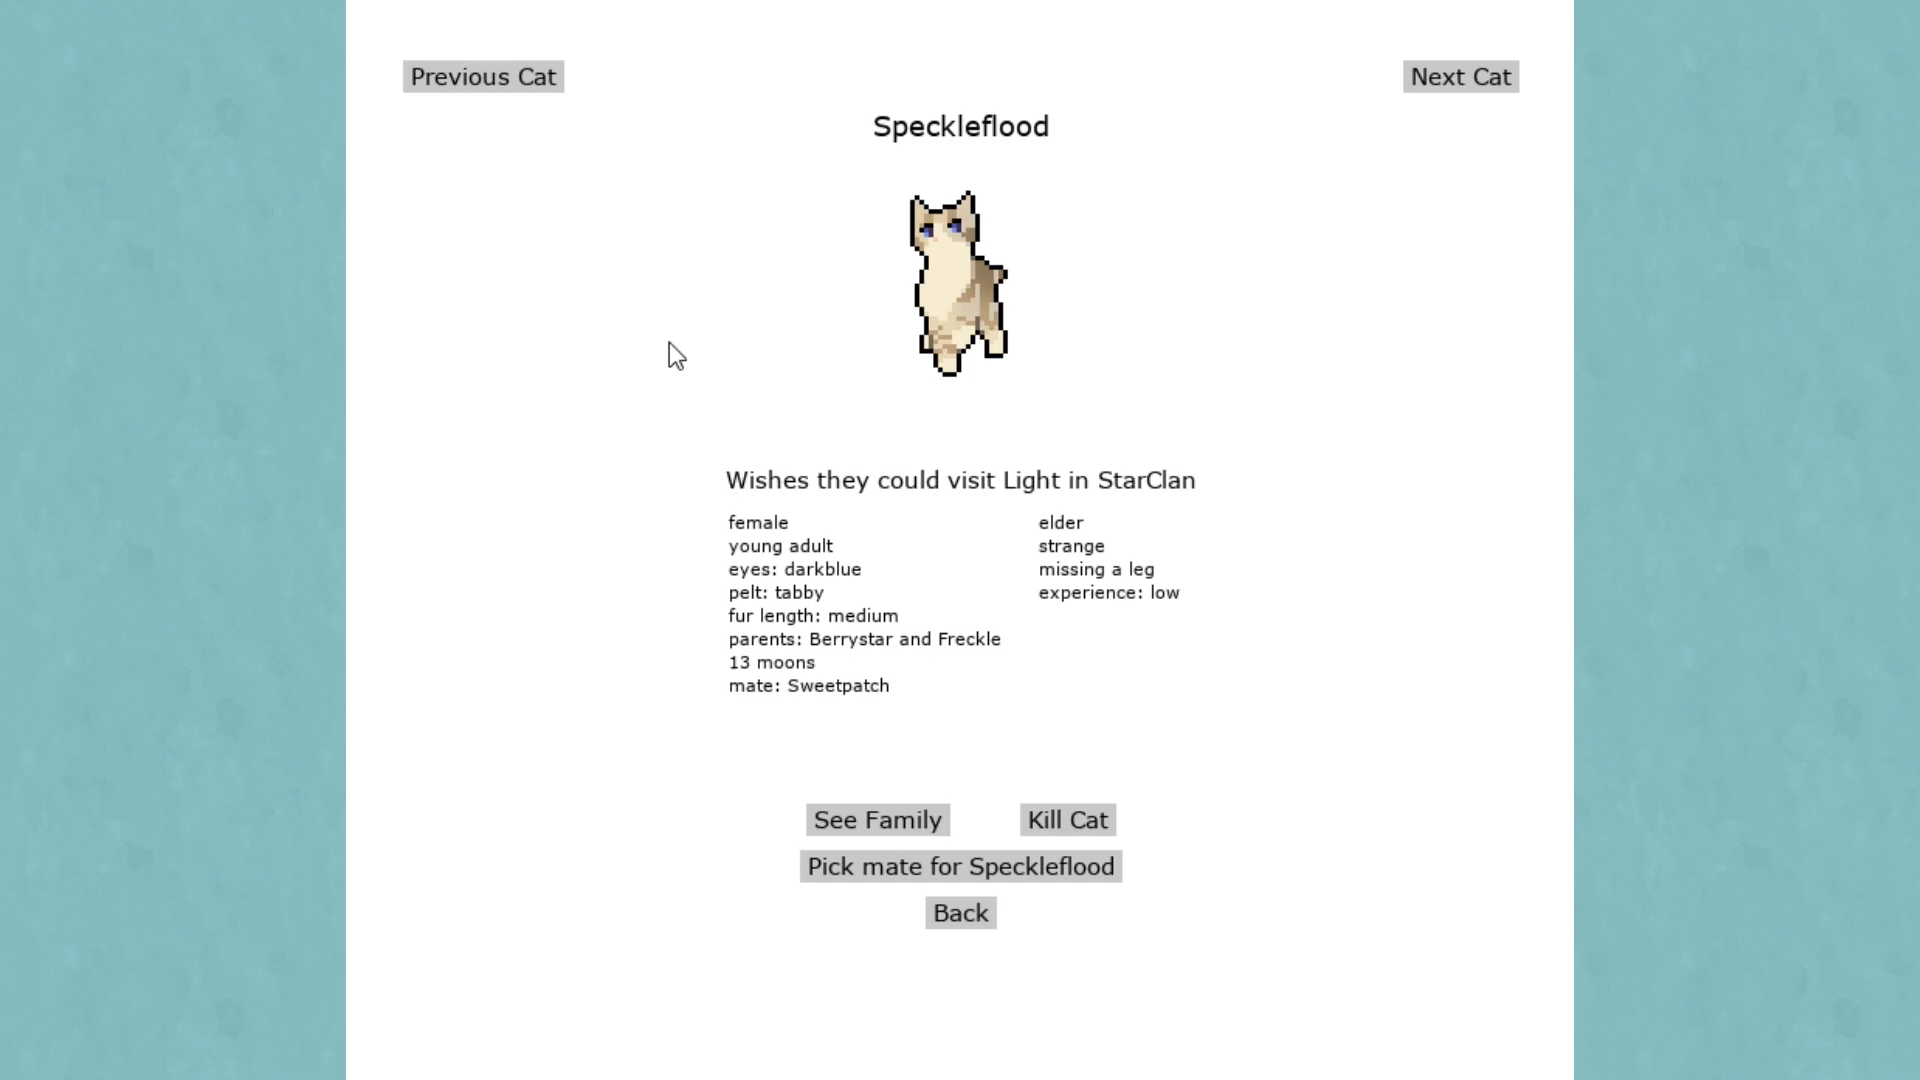 Previous Cat
Next Cat
Speckleflood
Wishes they could visit Light in StarClan
female
young adult
eyes: darkblue
pelt: tabby
fur length: medium
parents: Berrystar and Freckle
13 moons
mate: Sweetpatch
elder
strange
missing a leg
experience: low
See Family
Kill Cat
Pick mate for Speckleflood
Back